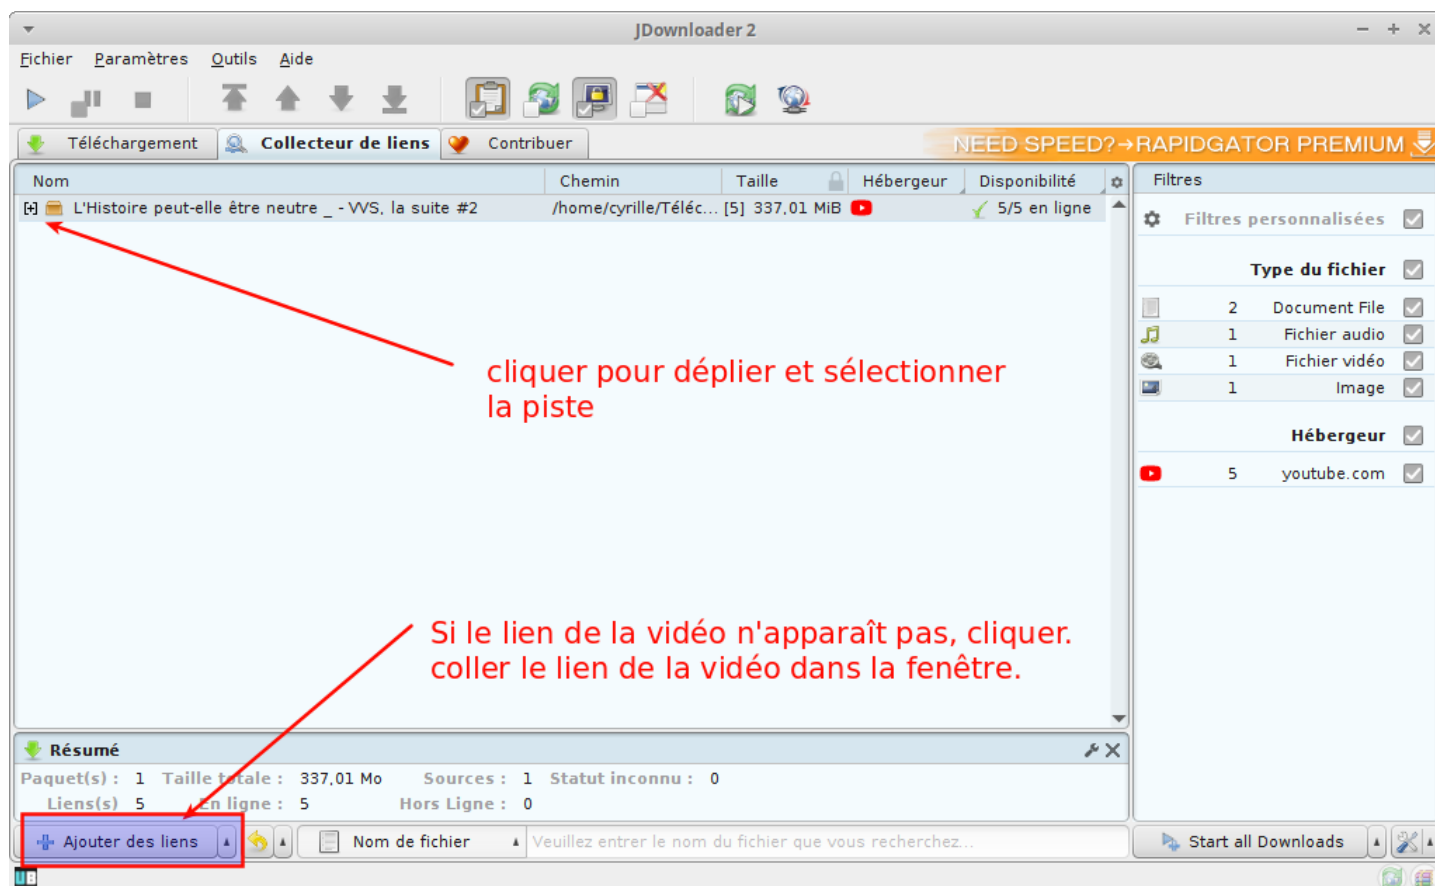 JDownloader 2
Fichier Paramètres Outils Aide
Téléchargement Collecteur de liens Contribuer NEED SPEED?→RAPIDGATOR PREMIUM
Nom Chemin Taille Hébergeur Disponibilité Filtres
[+] L'Histoire peut-elle être neutre _ - VVS, la suite #2 /home/cyrille/Téléc... [5] 337,01 MiB 5/5 en ligne
Filtres personnalisées
Type du fichier
2 Document File
1 Fichier audio
1 Fichier vidéo
1 Image
Hébergeur
5 youtube.com
cliquer pour déplier et sélectionner
la piste
Si le lien de la vidéo n'apparaît pas, cliquer.
coller le lien de la vidéo dans la fenêtre.
Résumé
Paquet(s) : 1 Taille totale : 337,01 Mo Sources : 1 Statut inconnu : 0
Liens(s) 5 En ligne : 5 Hors Ligne : 0
Ajouter des liens Nom de fichier Veuillez entrer le nom du fichier que vous recherchez... Start all Downloads
UB